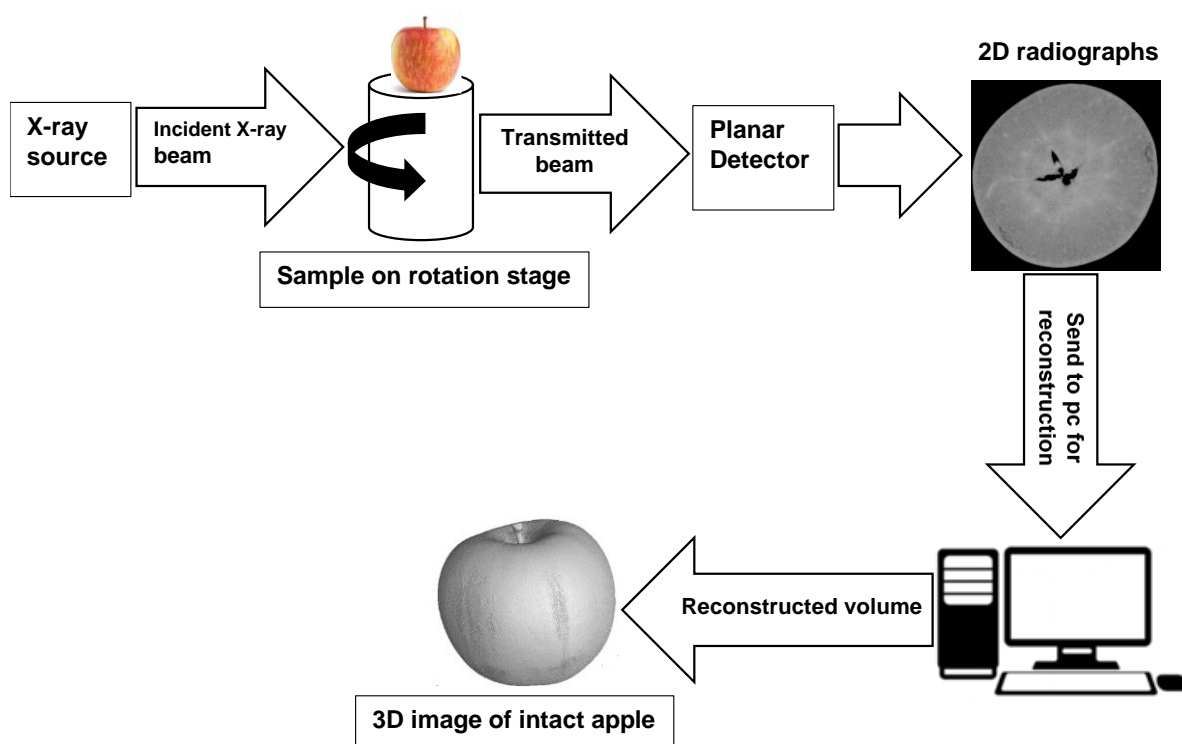 2D radiographs
X-ray
source
Incident X-ray
beam
Transmitted
beam
Planar
Detector
Sample on rotation stage
Send to pc for
reconstruction
Reconstructed volume
3D image of intact apple